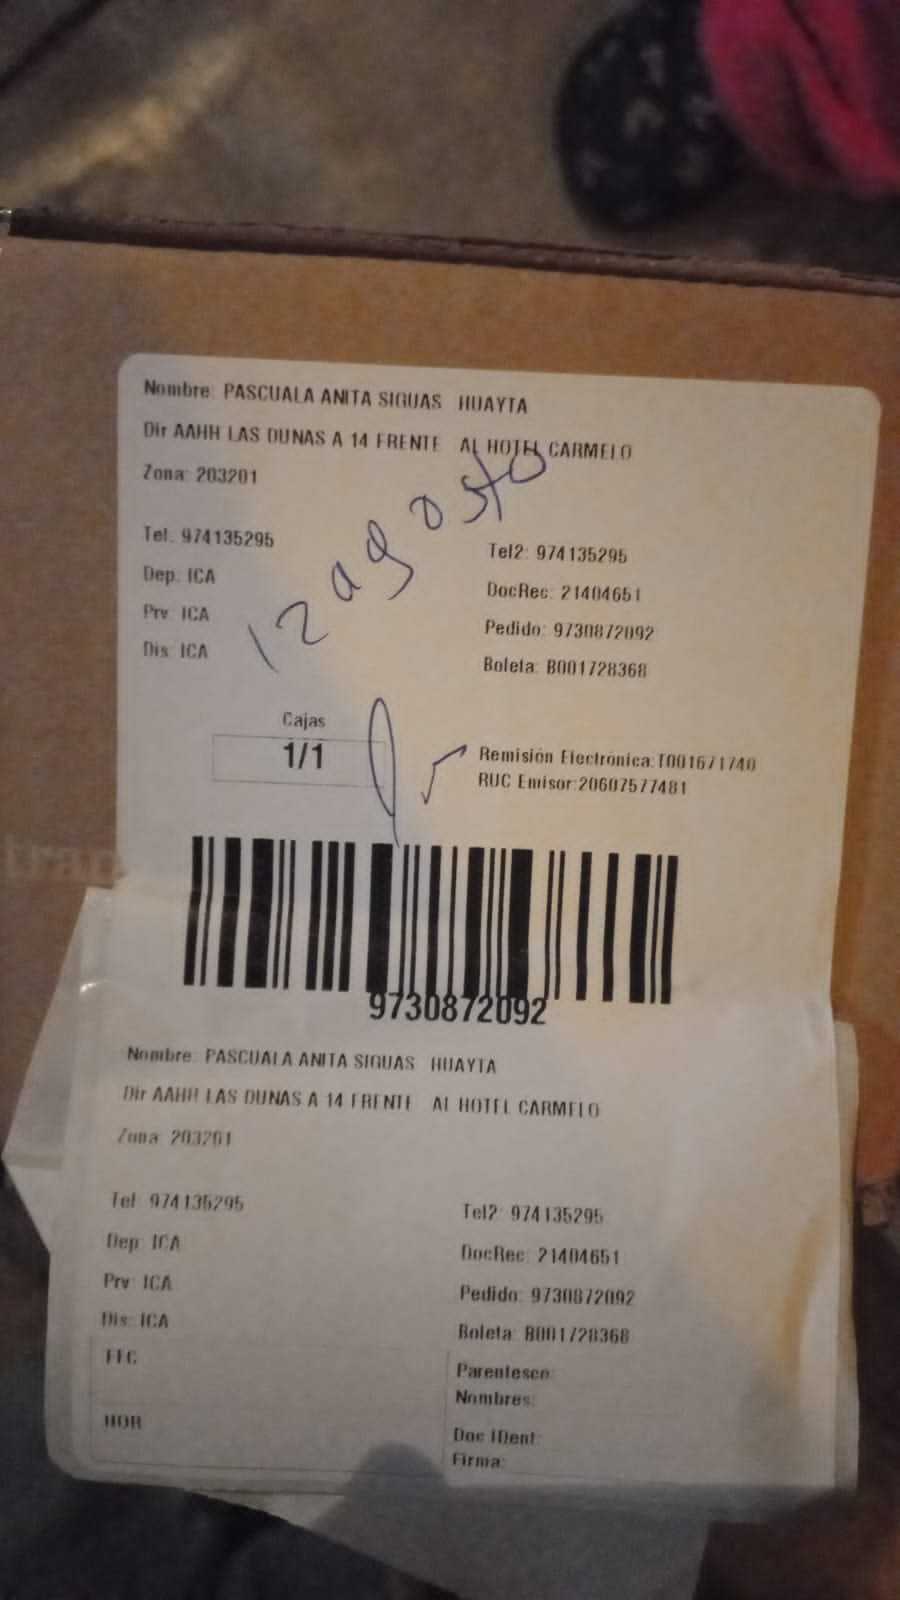 Nombre: PASCUALA ANITA SIGUAS HUAYTA
Dir AAHH LAS DUNAS A 14 FRENTE AL HOTEL CARMELO
Zona: 203201
Tel. 974135295
Tel2: 974135295
Dep. ICA
DocRec: 21404651
Prv. ICA
Pedido: 9730872092
Dis. ICA
Boleta: B001728368
12 agosto
Cajas
1/1
Remisión Electrónica:T001671740
RUC Emisor:20607577481
tran
9730872092
Nombre: PASCUALA ANITA SIGUAS HUAYTA
Dir AAHH LAS DUNAS A 14 FRENTE AL HOTEL CARMELO
Zona: 203201
Tel: 974135295
Tel2: 974135295
Dep: ICA
DocRec: 21404651
Prv: ICA
Pedido: 9730872092
Dis: ICA
Boleta: B001728368
Parentesco:
Nombres:
HOR
Doc IDent:
Firma: